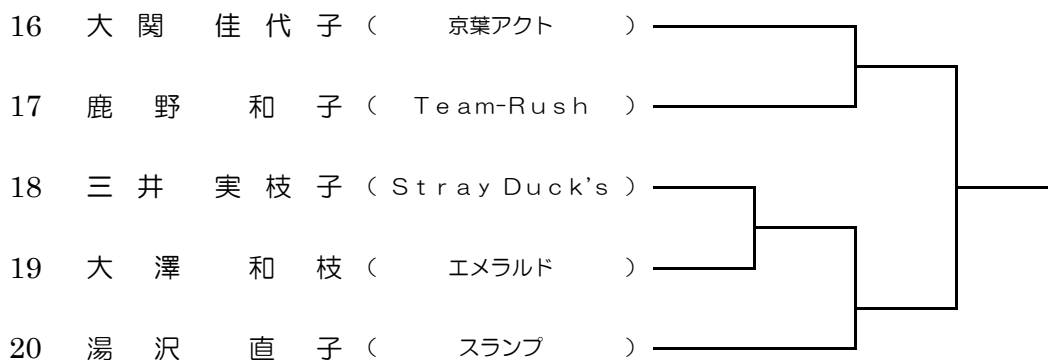 16 大関 佳代子（ 京葉アクト ）
17 鹿野 和子（ Team-Rush ）
18 三井 実枝子（ Stray Duck's ）
19 大澤 和枝（ エメラルド ）
20 湯沢 直子（ スランプ ）